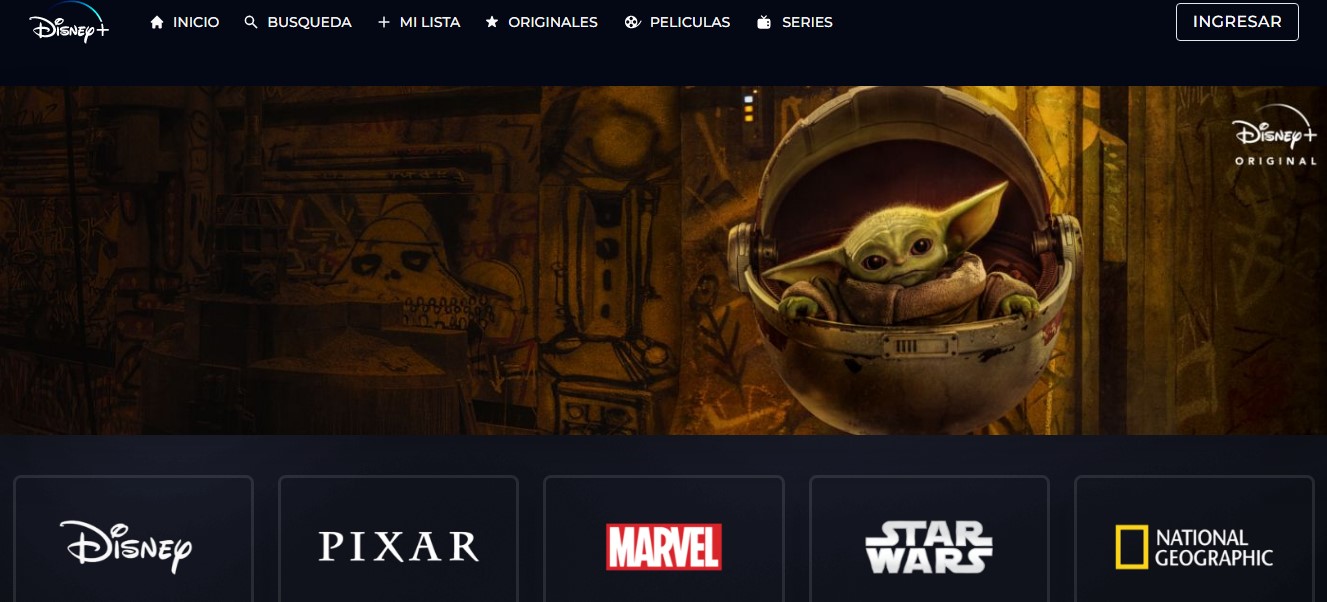 Disney+
INICIO
BUSQUEDA
MI LISTA
ORIGINALES
PELICULAS
SERIES
INGRESAR
Disney+
ORIGINAL
Disney
PIXAR
MARVEL
STAR
WARS
NATIONAL
GEOGRAPHIC